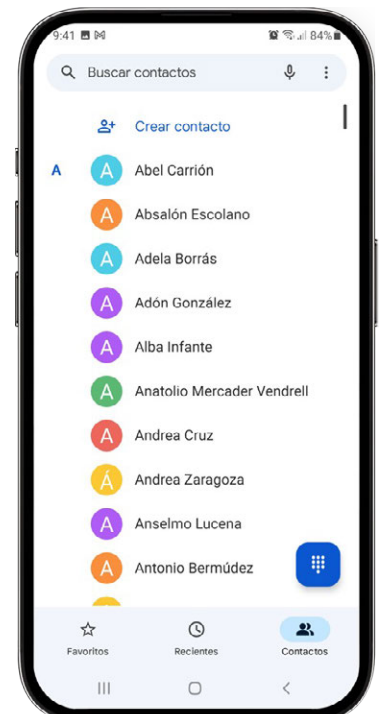 9:41 84%
Buscar contactos
Crear contacto
A
A Abel Carrión
A Absalón Escolano
A Adela Borrás
A Adón González
A Alba Infante
A Anatolio Mercader Vendrell
A Andrea Cruz
Á Andrea Zaragoza
A Anselmo Lucena
A Antonio Bermúdez
Favoritos Recientes Contactos